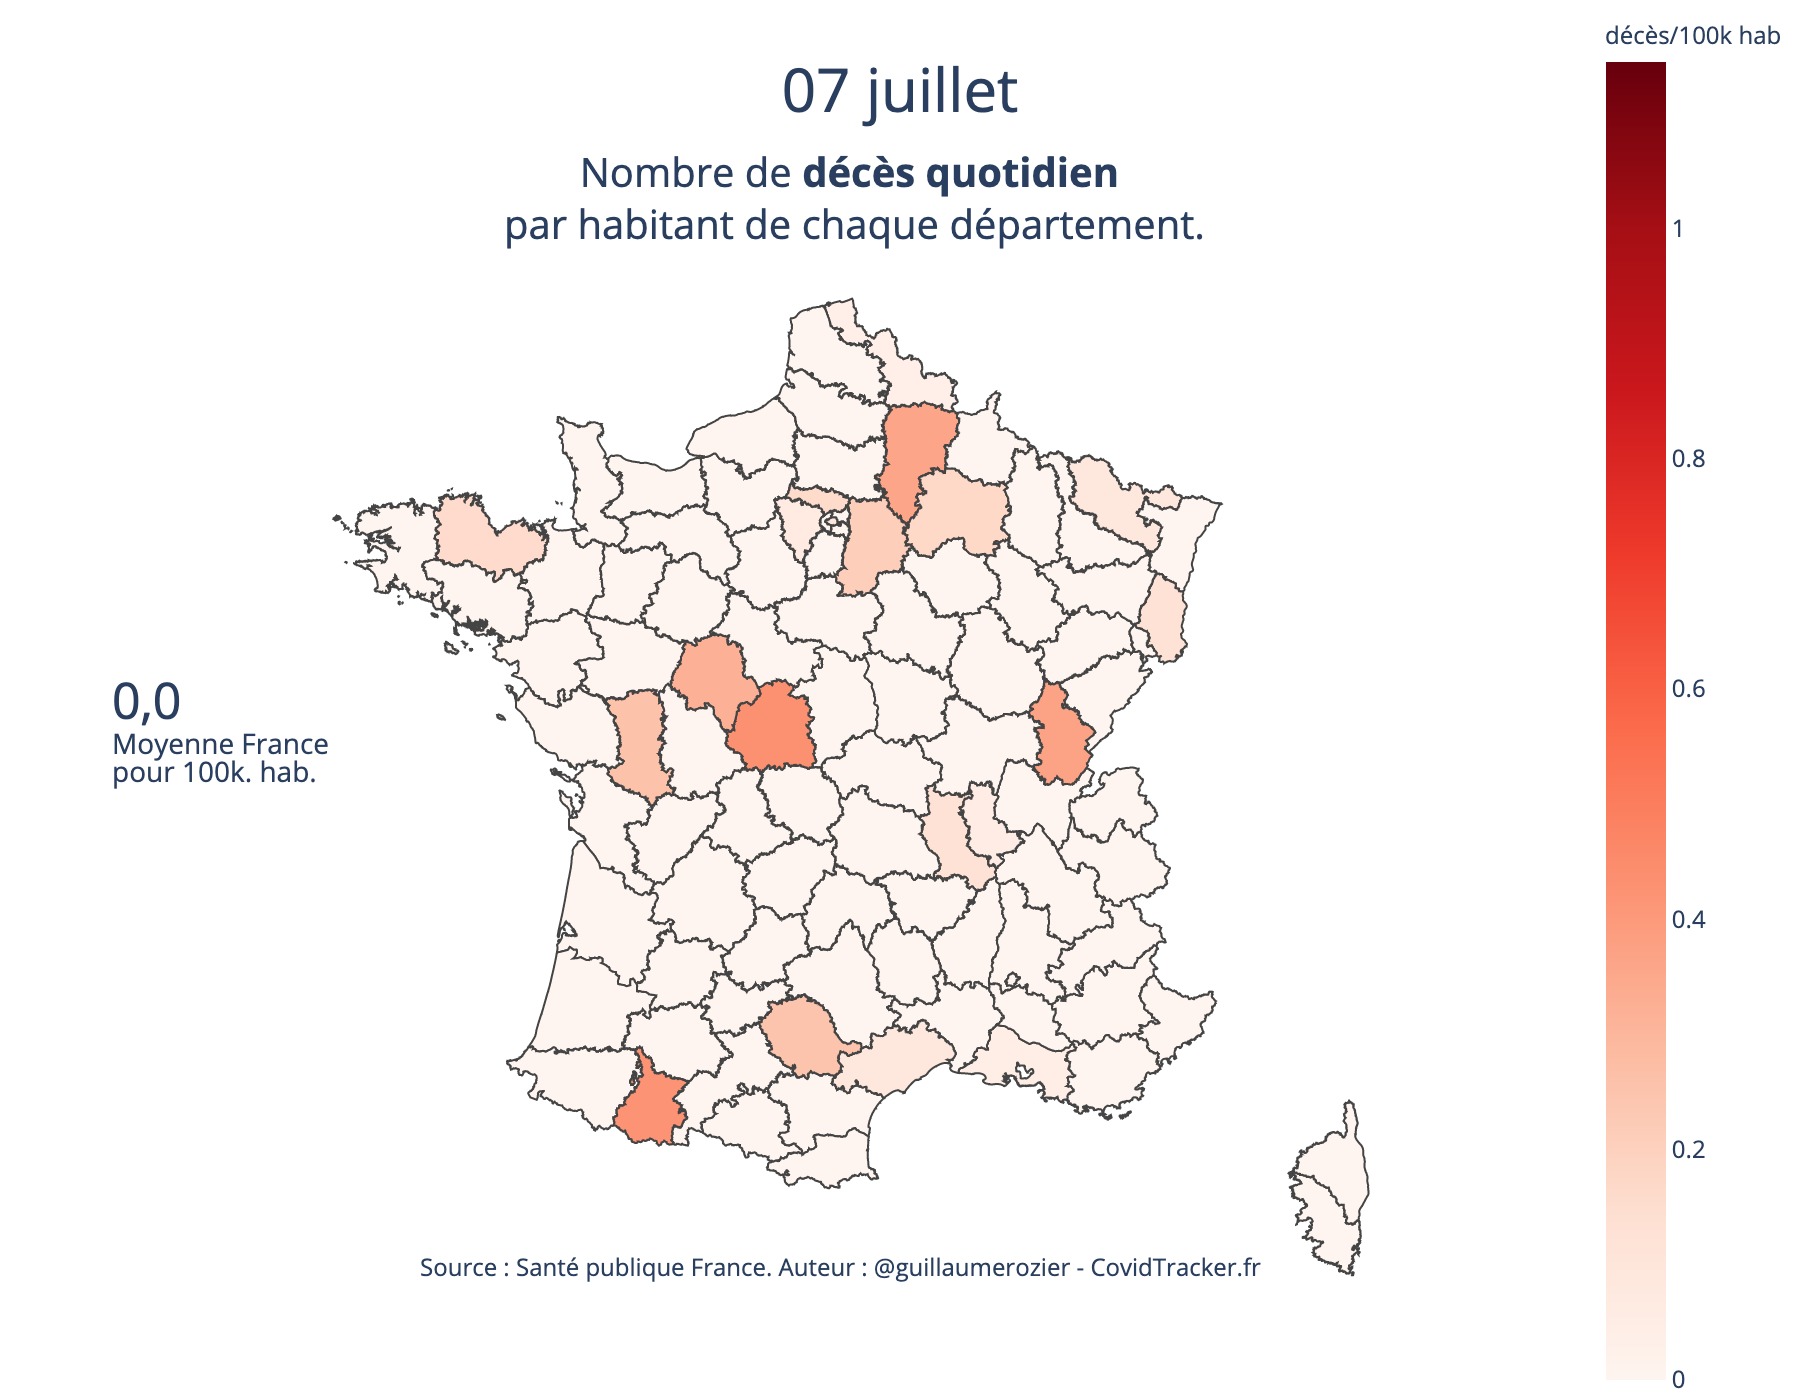 décès/100k hab
07 juillet
Nombre de décès quotidien
par habitant de chaque département.
1
0.8
0.6
0.4
0.2
0
0,0
Moyenne France
pour 100k. hab.
Source : Santé publique France. Auteur : @guillaumerozier - CovidTracker.fr